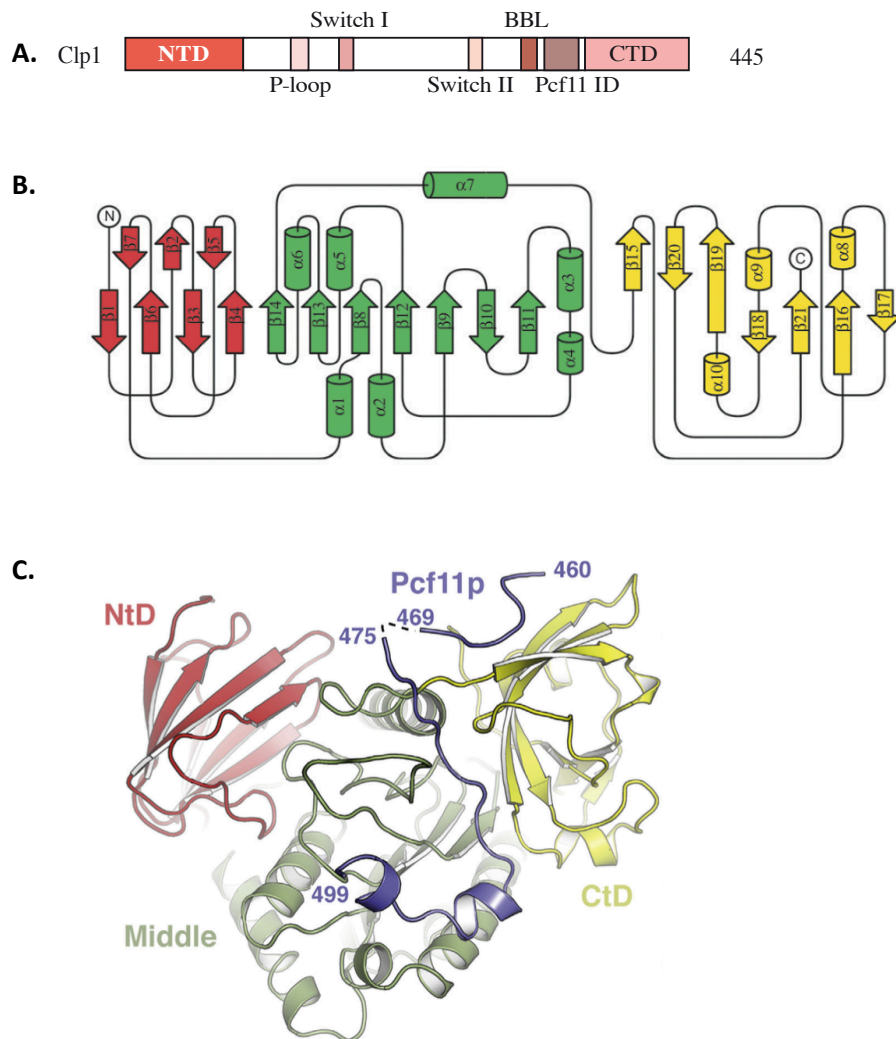 Switch I BBL
A. Clp1 NTD CTD 445
P-loop Switch II Pcf11 ID
B.
α7
N β7 β2 β5 α6 α5 α3 β15 β20 β19 α9 C α8
β1 β6 β3 β4 β14 β13 β8 β12 β9 β10 β11 β18 β21 β16 β17
α4 α10
α1 α2
C.
Pcf11p 460
NtD 469
475
499 CtD
Middle